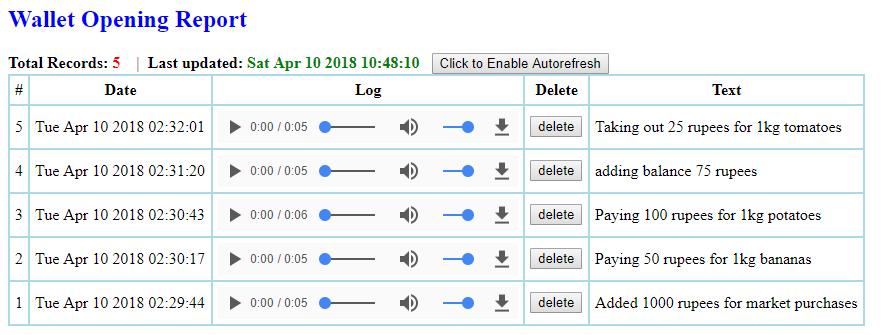 Wallet Opening Report
Total Records: 5 | Last updated: Sat Apr 10 2018 10:48:10 Click to Enable Autorefresh
# Date Log Delete Text
5 Tue Apr 10 2018 02:32:01 0:00 / 0:05 delete Taking out 25 rupees for 1kg tomatoes
4 Tue Apr 10 2018 02:31:20 0:00 / 0:05 delete adding balance 75 rupees
3 Tue Apr 10 2018 02:30:43 0:00 / 0:06 delete Paying 100 rupees for 1kg potatoes
2 Tue Apr 10 2018 02:30:17 0:00 / 0:05 delete Paying 50 rupees for 1kg bananas
1 Tue Apr 10 2018 02:29:44 0:00 / 0:05 delete Added 1000 rupees for market purchases